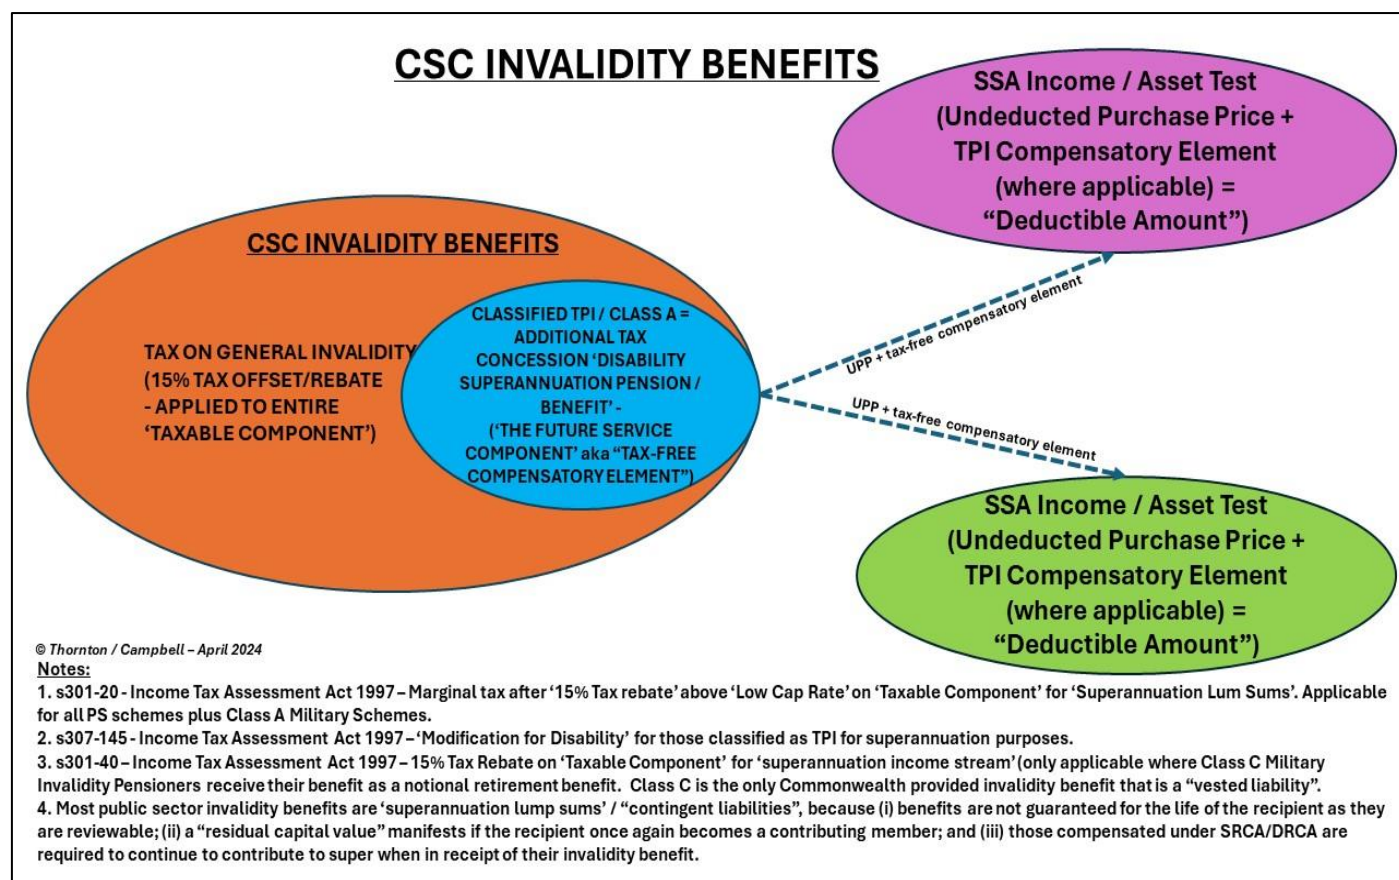 CSC INVALIDITY BENEFITS
SSA Income / Asset Test
(Undeducted Purchase Price +
TPI Compensatory Element
(where applicable) =
“Deductible Amount”)
CSC INVALIDITY BENEFITS
TAX ON GENERAL INVALIDITY
(15% TAX OFFSET/REBATE
- APPLIED TO ENTIRE
‘TAXABLE COMPONENT’)
CLASSIFIED TPI / CLASS A =
ADDITIONAL TAX
CONCESSION ‘DISABILITY
SUPERANNUATION PENSION /
BENEFIT’ -
(‘THE FUTURE SERVICE
COMPONENT’ aka “TAX-FREE
COMPENSATORY ELEMENT”)
UPP + tax-free compensatory element
UPP + tax-free compensatory element
SSA Income / Asset Test
(Undeducted Purchase Price +
TPI Compensatory Element
(where applicable) =
“Deductible Amount”)
© Thornton / Campbell – April 2024
Notes:
1. s301-20 - Income Tax Assessment Act 1997 – Marginal tax after ‘15% Tax rebate’ above ‘Low Cap Rate’ on ‘Taxable Component’ for ‘Superannuation Lum Sums’. Applicable
for all PS schemes plus Class A Military Schemes.
2. s307-145 - Income Tax Assessment Act 1997 – ‘Modification for Disability’ for those classified as TPI for superannuation purposes.
3. s301-40 – Income Tax Assessment Act 1997 – 15% Tax Rebate on ‘Taxable Component’ for ‘superannuation income stream’ (only applicable where Class C Military
Invalidity Pensioners receive their benefit as a notional retirement benefit. Class C is the only Commonwealth provided invalidity benefit that is a “vested liability”.
4. Most public sector invalidity benefits are ‘superannuation lump sums’ / “contingent liabilities”, because (i) benefits are not guaranteed for the life of the recipient as they
are reviewable; (ii) a “residual capital value” manifests if the recipient once again becomes a contributing member; and (iii) those compensated under SRCA/DRCA are
required to continue to contribute to super when in receipt of their invalidity benefit.